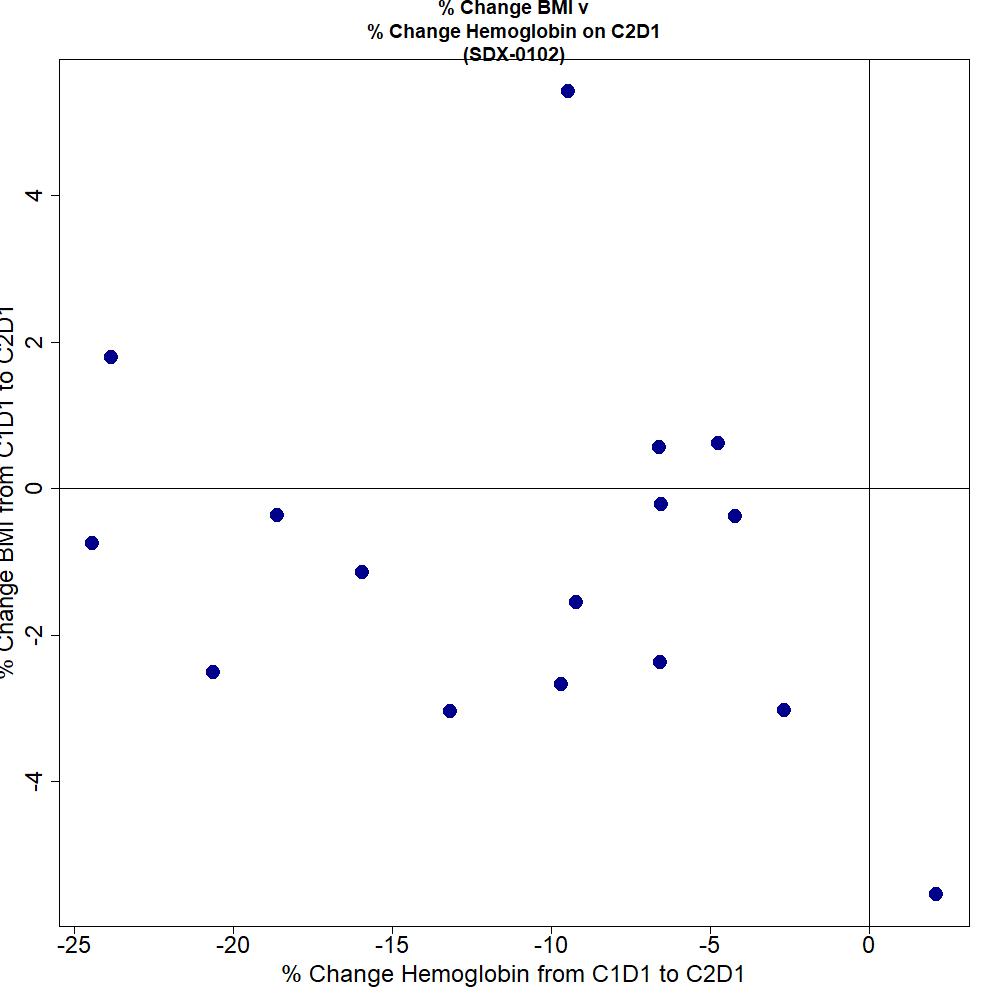 % Change BMI v
% Change Hemoglobin on C2D1
(SDX-0102)
% Change BMI from C1D1 to C2D1
4
2
0
-2
-4
-25 -20 -15 -10 -5 0
% Change Hemoglobin from C1D1 to C2D1